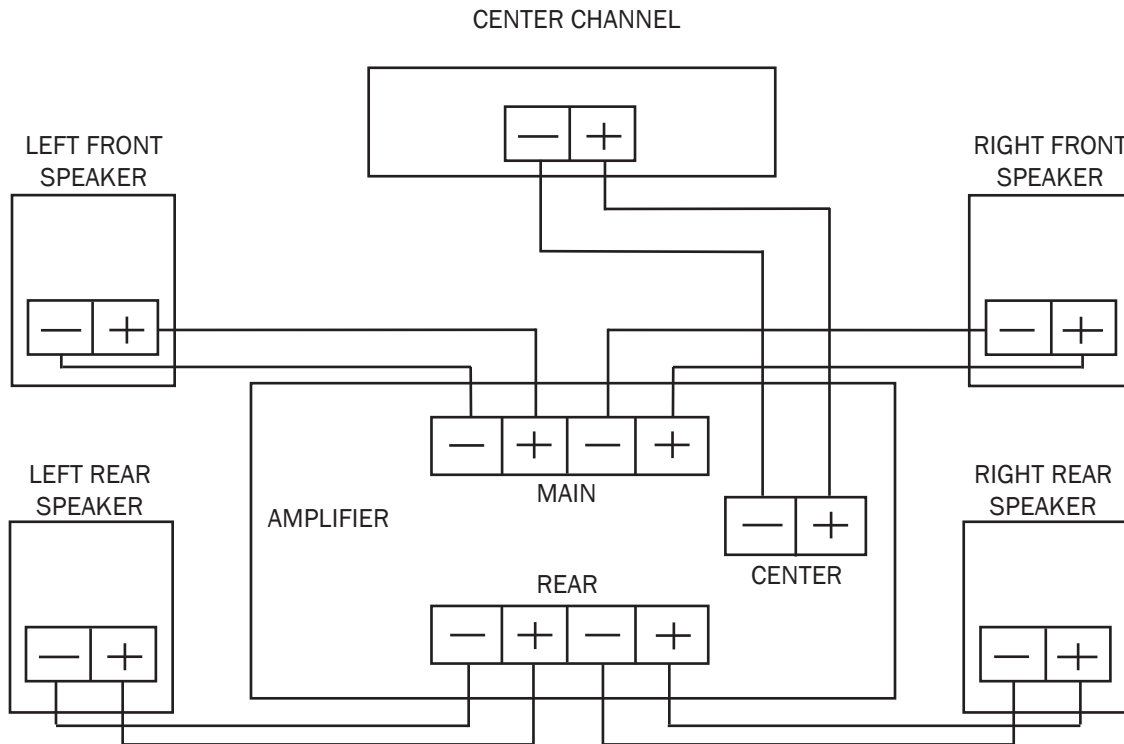 CENTER CHANNEL
LEFT FRONT
SPEAKER
RIGHT FRONT
SPEAKER
— +
— +
— +
— + — +
MAIN
LEFT REAR
SPEAKER
RIGHT REAR
SPEAKER
AMPLIFIER
— +
CENTER
REAR
— + — +
— +
— +